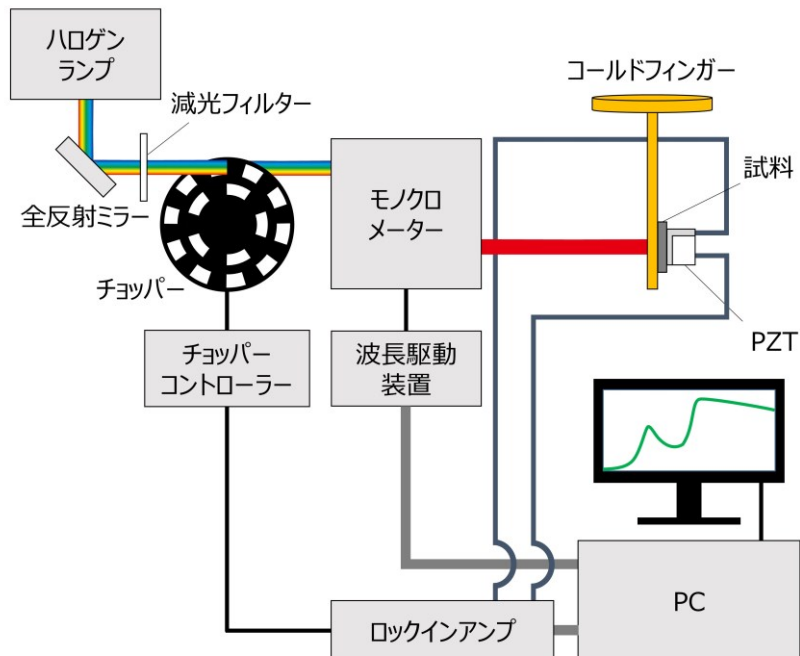 ハロゲン
ランプ
減光フィルター
コールドフィンガー
試料
全反射ミラー
モノクロ
メーター
チョッパー
PZT
チョッパー
コントローラー
波長駆動
装置
PC
ロックインアンプ